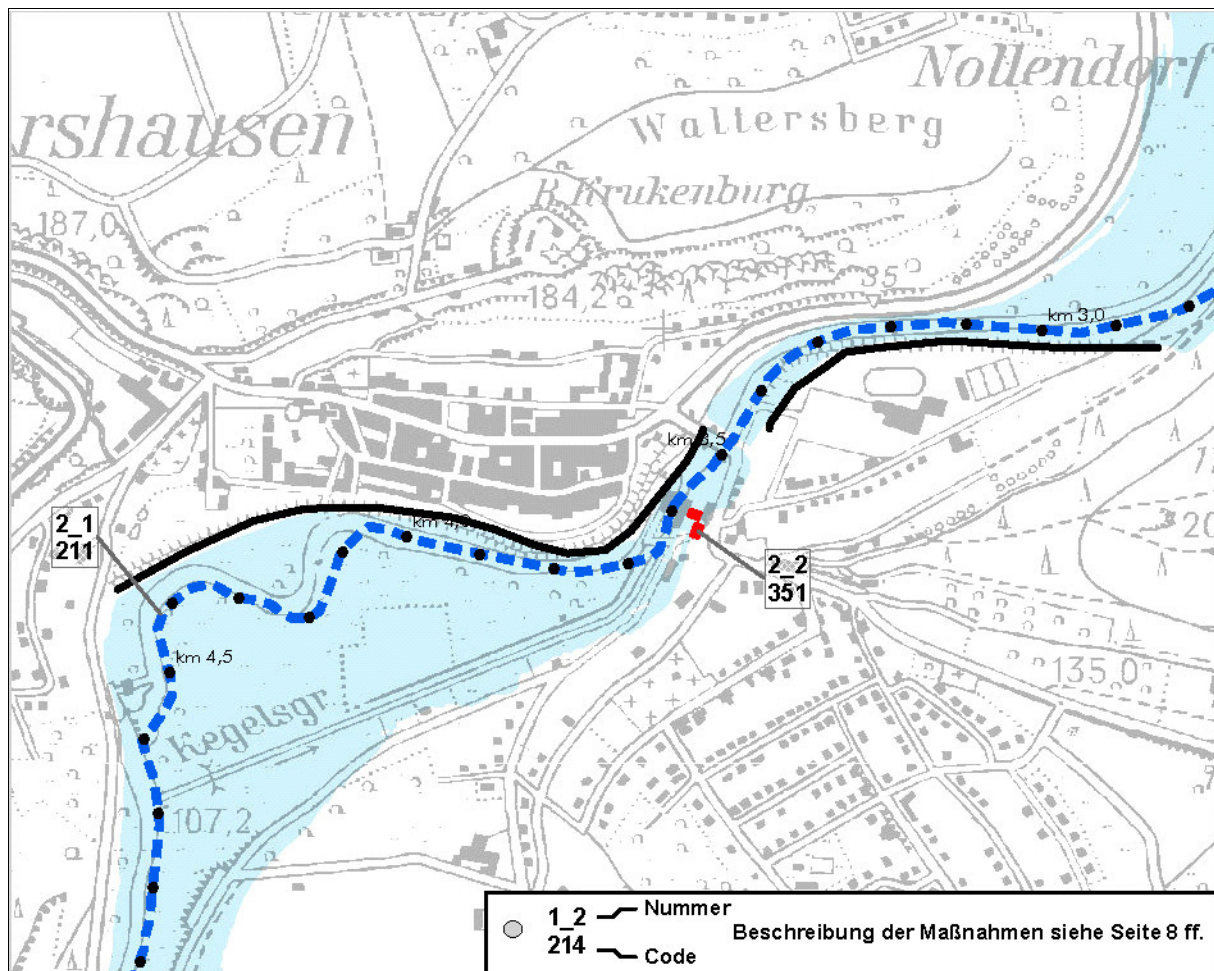 Nollendorf
Waltersberg
rshausen
R. Krukenburg
187,0
184,2
35
km 3,0
km 3,5
2_1
211
km 4,0
2_2
351
km 4,5
135,0
Kegelsgr
107,2
1_2
Nummer
214
Code
Beschreibung der Maßnahmen siehe Seite 8 ff.